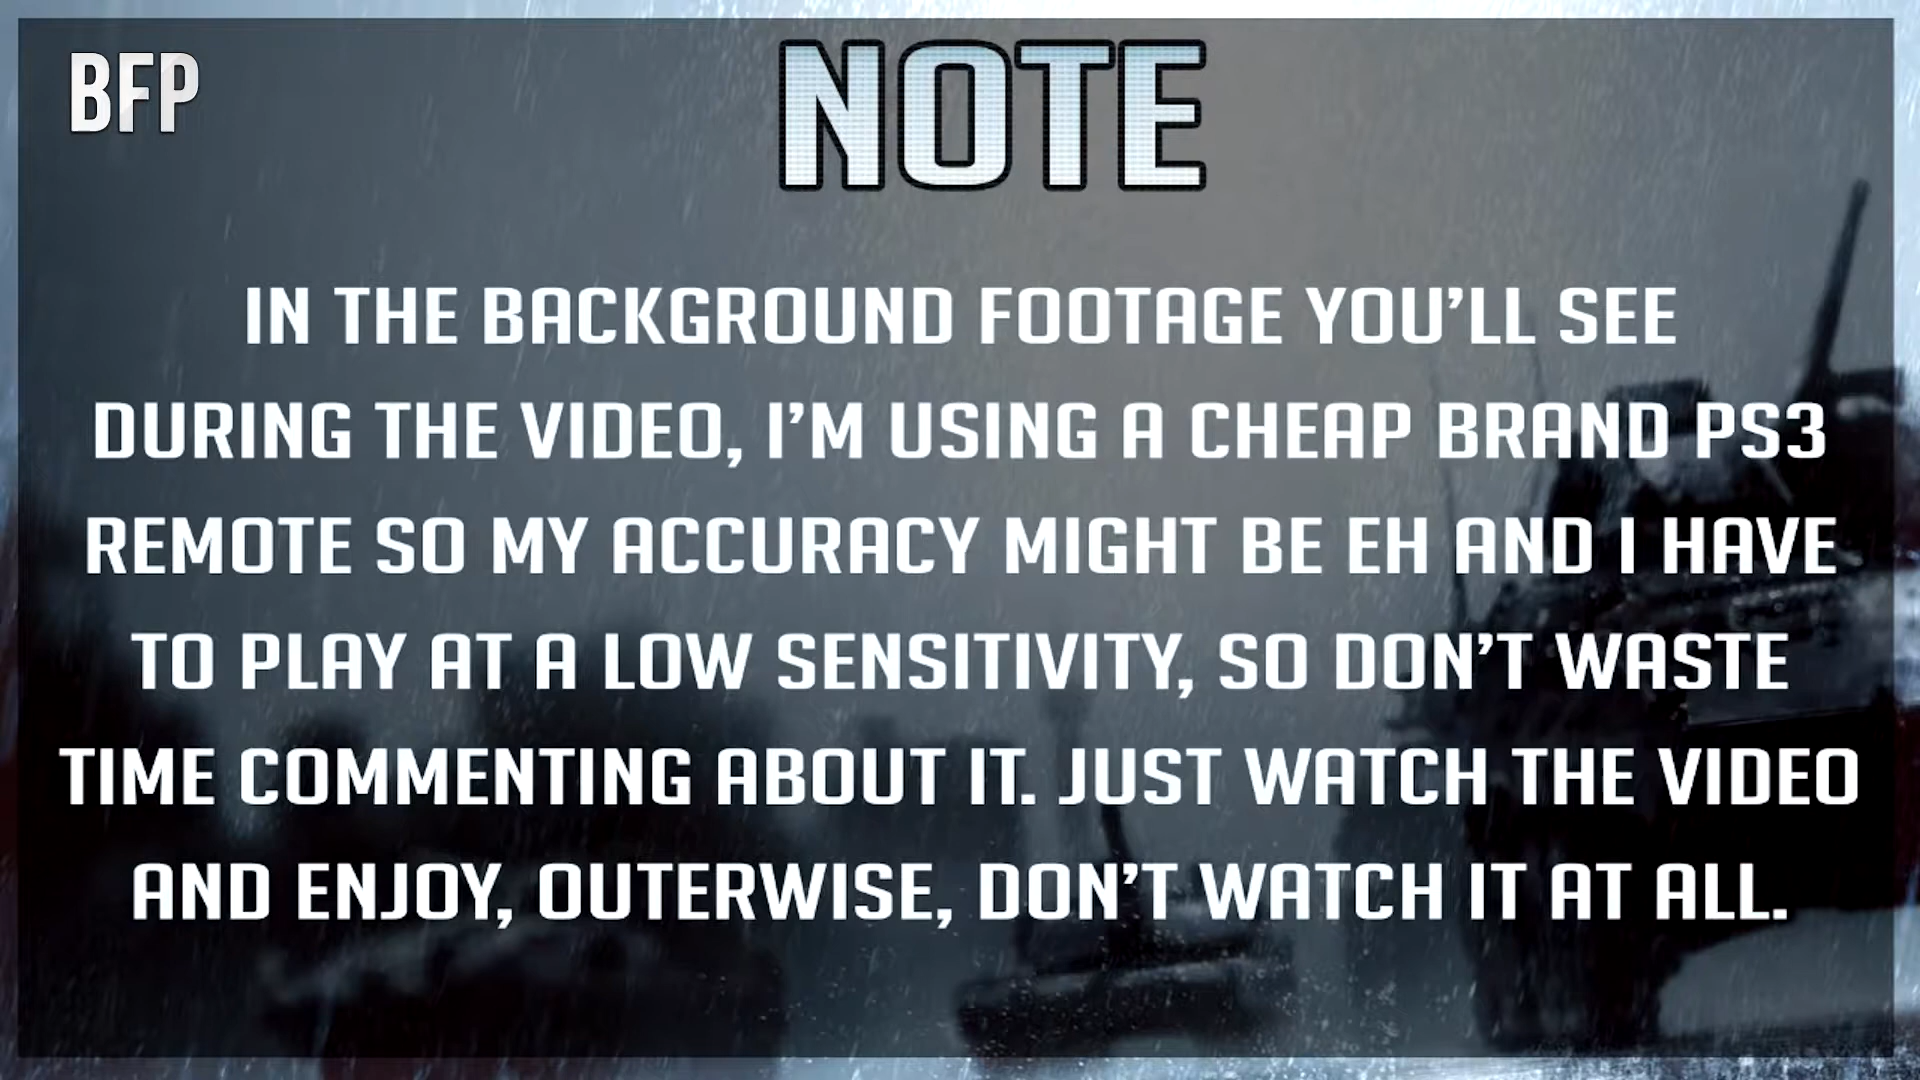 BFP
NOTE
IN THE BACKGROUND FOOTAGE YOU'LL SEE
DURING THE VIDEO, I'M USING A CHEAP BRAND PS3
REMOTE SO MY ACCURACY MIGHT BE EH AND I HAVE
TO PLAY AT A LOW SENSITIVITY, SO DON'T WASTE
TIME COMMENTING ABOUT IT. JUST WATCH THE VIDEO
AND ENJOY, OUTERWISE, DON'T WATCH IT AT ALL.